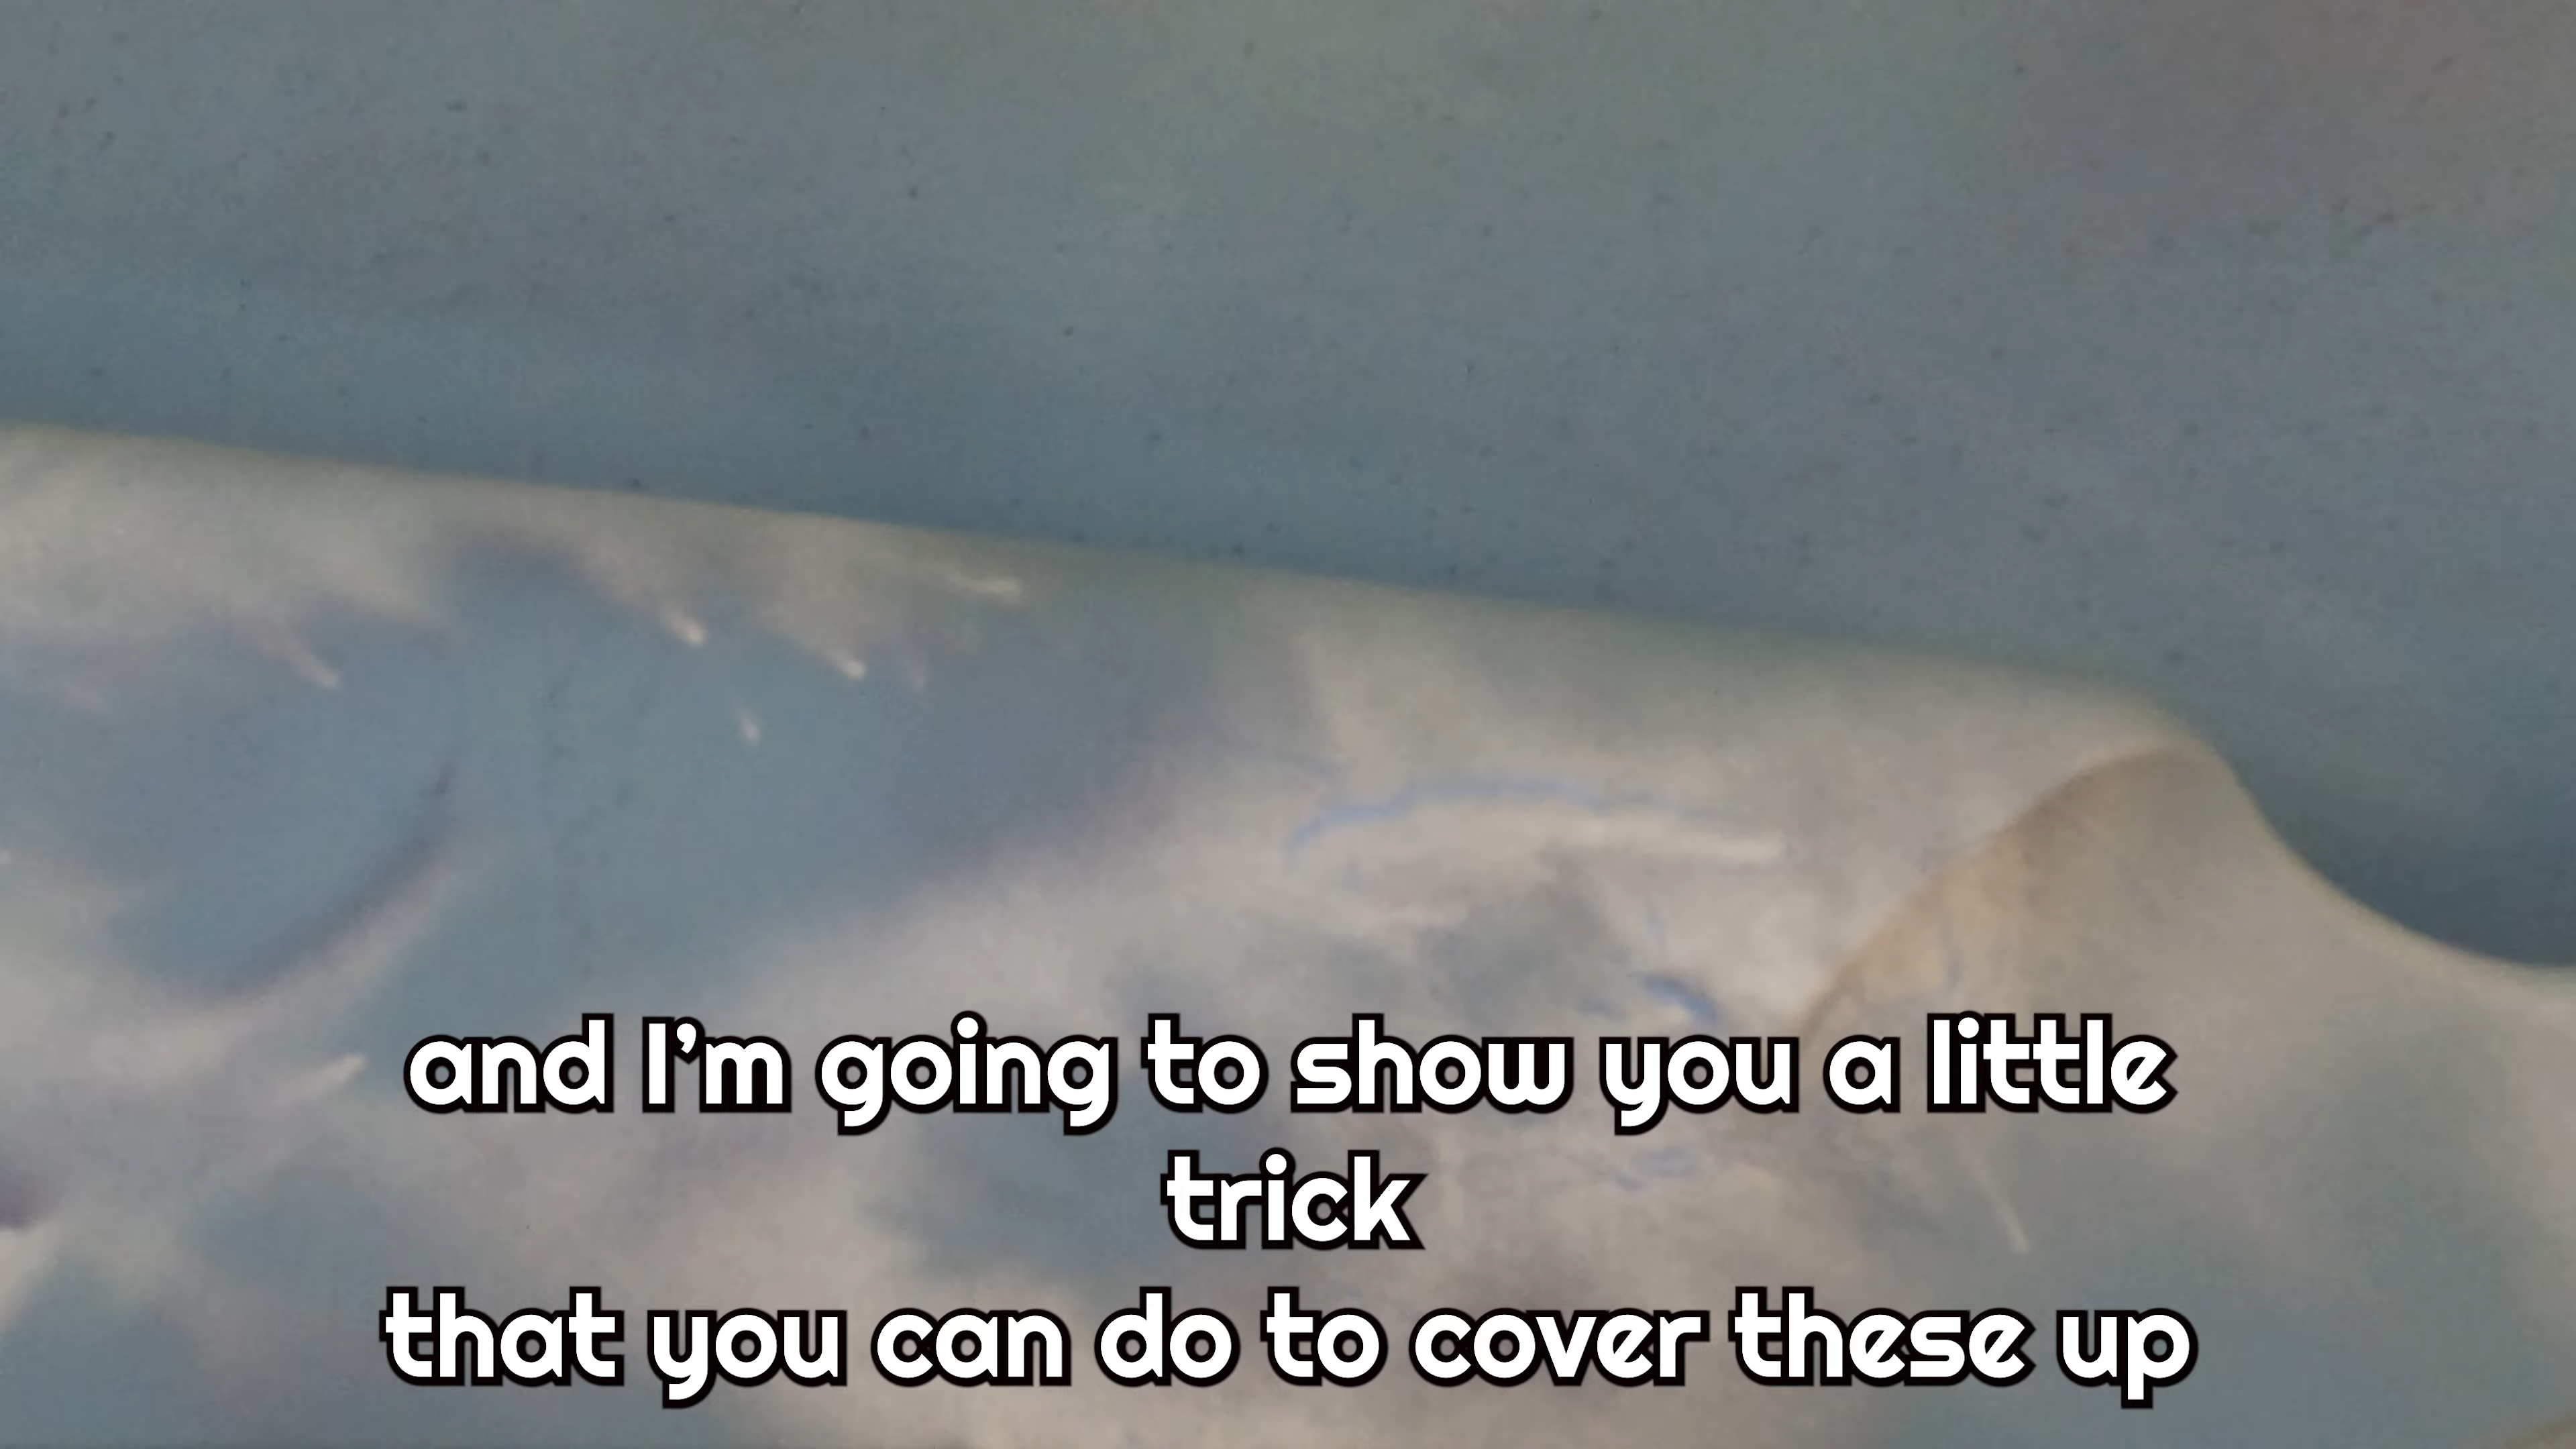 and I'm going to show you a little
trick
that you can do to cover these up